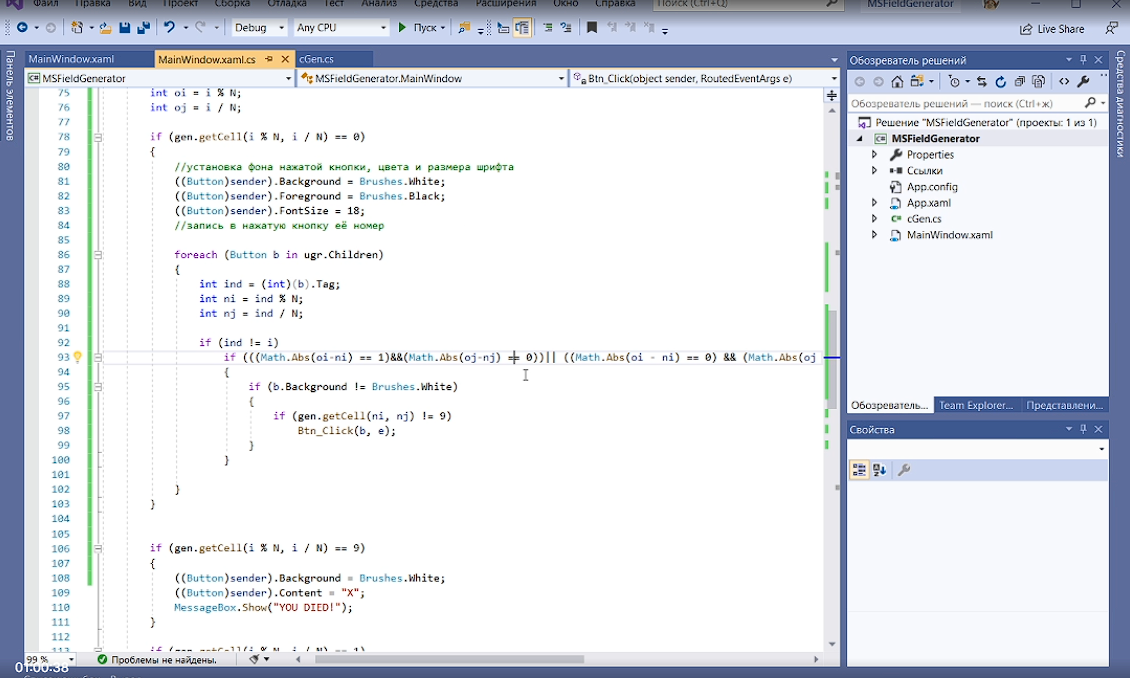 Файл Правка Вид Проект Сборка Отладка Тест Анализ Средства Расширения Окно Справка Поиск (Ctrl+Q) MSFieldGenerator
Debug Any CPU Пуск Live Share
Панель элементов
MainWindow.xaml MainWindow.xaml.cs cGen.cs
MSFieldGenerator MSFieldGenerator.MainWindow Btn_Click(object sender, RoutedEventArgs e)
75 int oi = i % N;
76 int oj = i / N;
77
78 if (gen.getCell(i % N, i / N) == 0)
79 {
80 //установка фона нажатой кнопки, цвета и размера шрифта
81 ((Button)sender).Background = Brushes.White;
82 ((Button)sender).Foreground = Brushes.Black;
83 ((Button)sender).FontSize = 18;
84 //запись в нажатую кнопку её номер
85
86 foreach (Button b in ugr.Children)
87 {
88 int ind = (int)(b).Tag;
89 int ni = ind % N;
90 int nj = ind / N;
91
92 if (ind != i)
93 if (((Math.Abs(oi-ni) == 1)&&(Math.Abs(oj-nj) == 0))|| ((Math.Abs(oi - ni) == 0) && (Math.Abs(oj
94 {
95 if (b.Background != Brushes.White)
96 {
97 if (gen.getCell(ni, nj) != 9)
98 Btn_Click(b, e);
99 }
100 }
101
102 }
103 }
104
105
106 if (gen.getCell(i % N, i / N) == 9)
107 {
108 ((Button)sender).Background = Brushes.White;
109 ((Button)sender).Content = "X";
110 MessageBox.Show("YOU DIED!");
111 }
112
113 if (gen.getCell(i % N, i / N) == 1)
99 % Проблемы не найдены.
01:00:38
Обозреватель решений
Обозреватель решений — поиск (Ctrl+ж)
Решение "MSFieldGenerator" (проекты: 1 из 1)
MSFieldGenerator
Properties
Ссылки
App.config
App.xaml
cGen.cs
MainWindow.xaml
Обозреватель... Team Explorer... Представлени...
Свойства
Средства диагностики